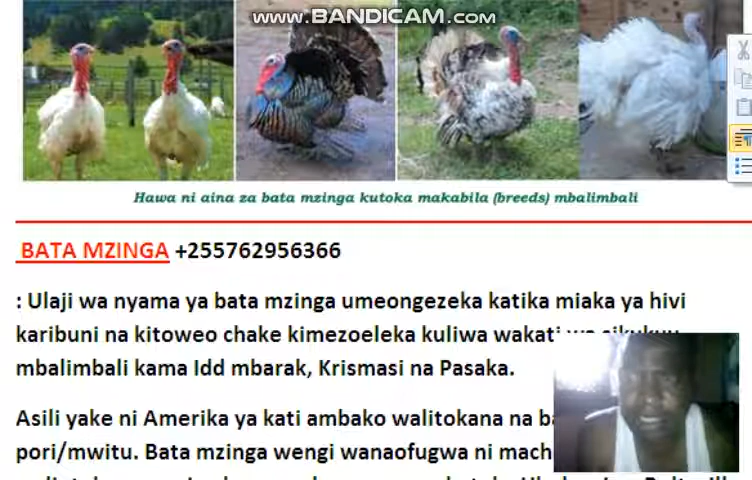 www.BANDICAM.com
Hawa ni aina za bata mzinga kutoka makabila (breeds) mbalimbali
BATA MZINGA +255762956366
: Ulaji wa nyama ya bata mzinga umeongezeka katika miaka ya hivi
karibuni na kitoweo chake kimezoeleka kuliwa wakati wa sikukuu
mbalimbali kama Idd mbarak, Krismasi na Pasaka.
Asili yake ni Amerika ya kati ambako walitokana na
pori/mwitu. Bata mzinga wengi wanaofugwa ni